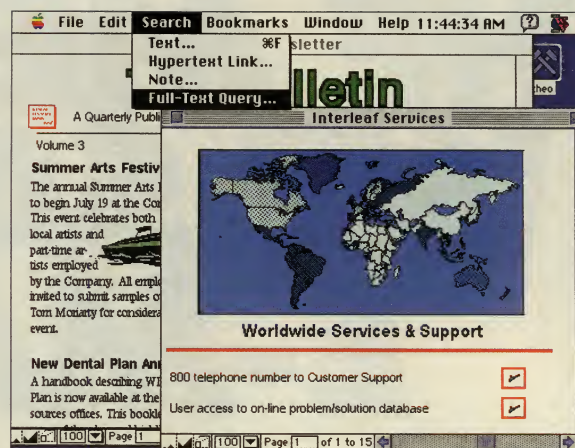 File Edit Search Bookmarks Window Help 11:44:34 AM
Text... ⌘F
Hypertext Link...
Note...
Full-Text Query...
sletter
lletin
theo
A Quarterly Publi
Volume 3
Summer Arts Festiv
The annual Summer Arts
to begin July 19 at the Co
This event celebrates both
local artists and
part-time ar-
tists employed
by the Company. All emplo
invited to submit samples o
Tom Moriarty for considera
event.
New Dental Plan Ann
A handbook describing WI
Plan is now available at the
sources offices. This bookle
100 Page 1
Interleaf Services
Worldwide Services & Support
800 telephone number to Customer Support
User access to on-line problem/solution database
100 Page 1 of 1 to 15